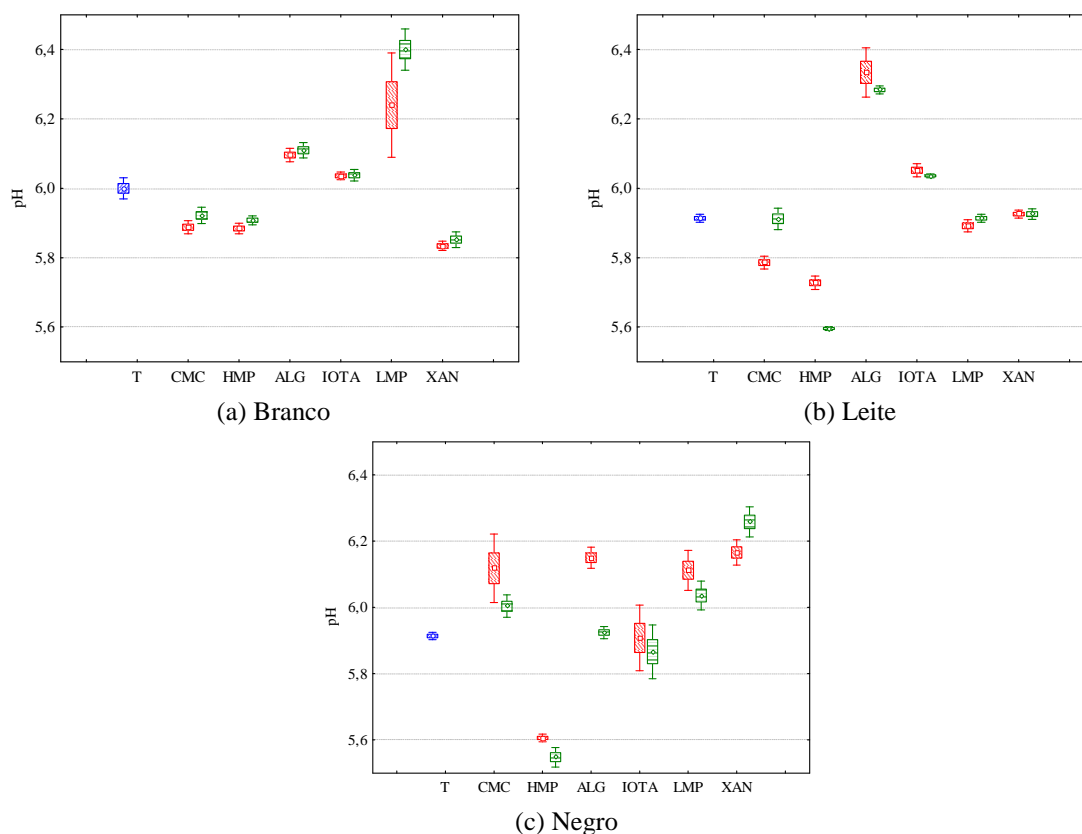 6,4
6,2
6,0
5,8
5,6
pH
T CMC HMP ALG IOTA LMP XAN
(a) Branco
6,4
6,2
6,0
5,8
5,6
pH
T CMC HMP ALG IOTA LMP XAN
(b) Leite
6,4
6,2
6,0
5,8
5,6
pH
T CMC HMP ALG IOTA LMP XAN
(c) Negro